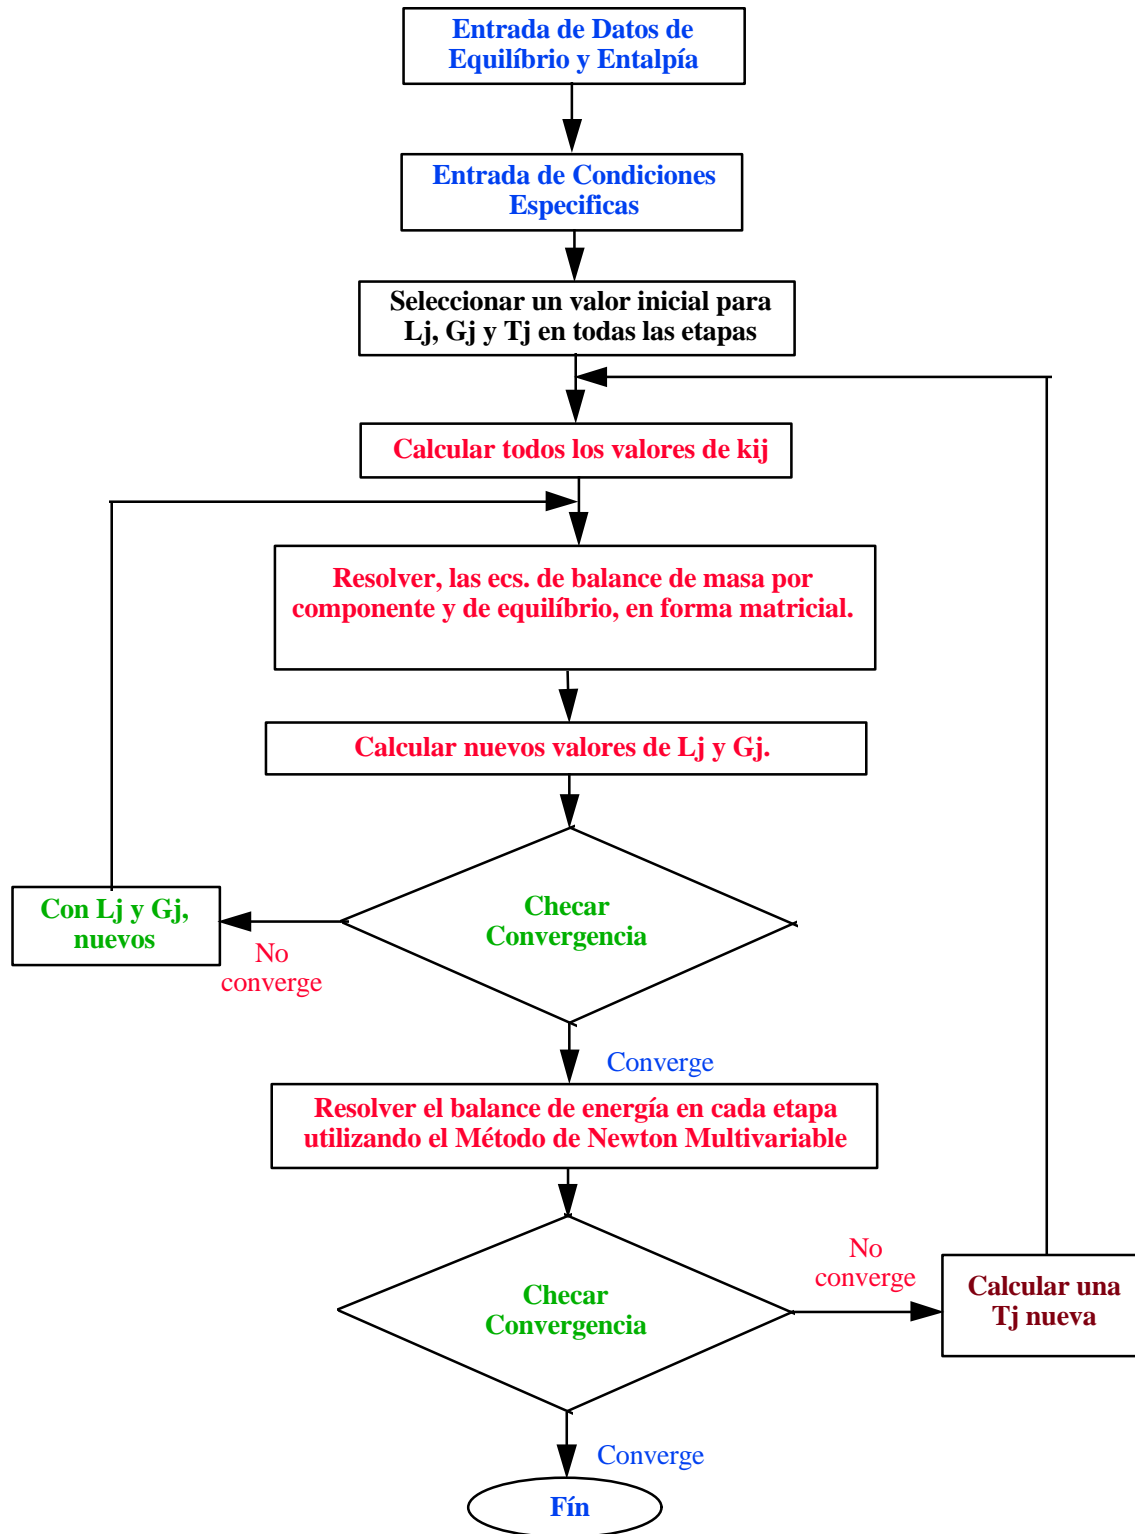 Entrada de Datos de
Equilíbrio y Entalpía
Entrada de Condiciones
Especificas
Seleccionar un valor inicial para
Lj, Gj y Tj en todas las etapas
Calcular todos los valores de kij
Resolver, las ecs. de balance de masa por
componente y de equilíbrio, en forma matricial.
Calcular nuevos valores de Lj y Gj.
Checar
Convergencia
Con Lj y Gj,
nuevos
No
converge
Converge
Resolver el balance de energía en cada etapa
utilizando el Método de Newton Multivariable
Checar
Convergencia
No
converge
Calcular una
Tj nueva
Converge
Fín